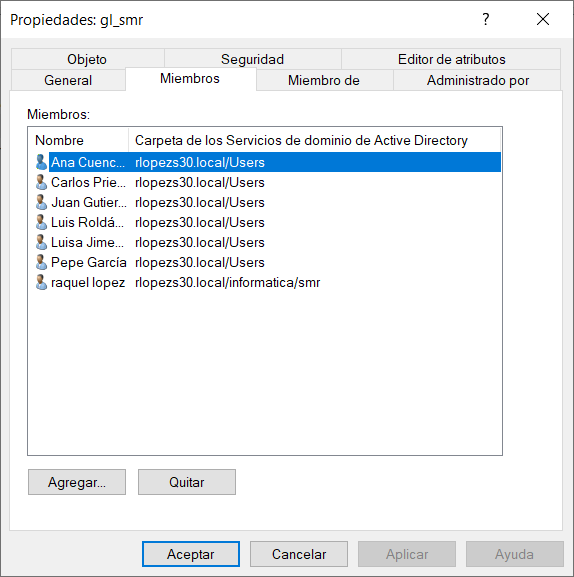 Propiedades: gl_smr
?
Objeto Seguridad Editor de atributos
General Miembros Miembro de Administrado por
Miembros:
Nombre Carpeta de los Servicios de dominio de Active Directory
Ana Cuenc... rlopezs30.local/Users
Carlos Prie... rlopezs30.local/Users
Juan Gutier... rlopezs30.local/Users
Luis Roldá... rlopezs30.local/Users
Luisa Jime... rlopezs30.local/Users
Pepe García rlopezs30.local/Users
raquel lopez rlopezs30.local/informatica/smr
Agregar... Quitar
Aceptar Cancelar Aplicar Ayuda